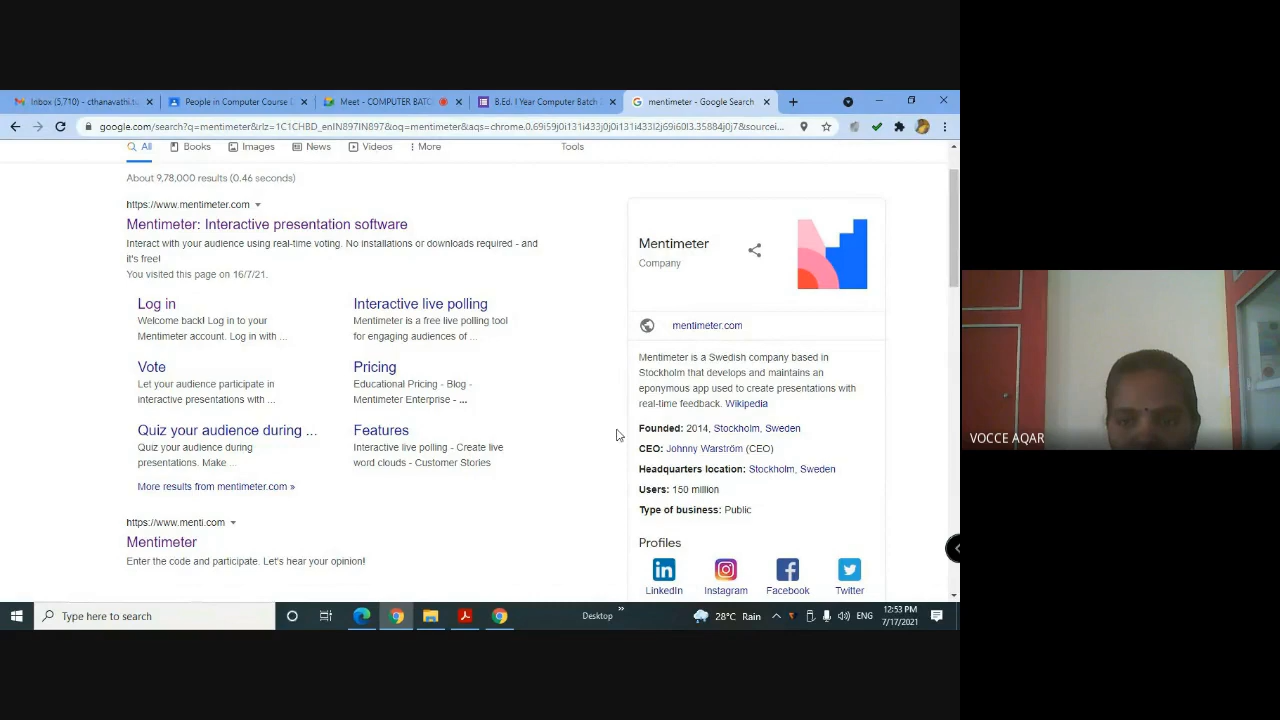 Inbox (5,710) - cthanavathi.t
People in Computer Course
Meet - COMPUTER BATC
B.Ed. I Year Computer Batch
mentimeter - Google Search
google.com/search?q=mentimeter&rlz=1C1CHBD_enIN897IN897&oq=mentimeter&aqs=chrome.0.69i59j0i131i433j0j0i131i433l2j69i60l3.35884j0j7&sourcei...
All
Books
Images
News
Videos
More
Tools
About 9,78,000 results (0.46 seconds)
https://www.mentimeter.com
Mentimeter: Interactive presentation software
Interact with your audience using real-time voting. No installations or downloads required - and
it's free!
You visited this page on 16/7/21.
Log in
Welcome back! Log in to your
Mentimeter account. Log in with ...
Interactive live polling
Mentimeter is a free live polling tool
for engaging audiences of ...
Vote
Let your audience participate in
interactive presentations with ...
Pricing
Educational Pricing - Blog -
Mentimeter Enterprise - ...
Quiz your audience during ...
Quiz your audience during
presentations. Make ...
Features
Interactive live polling - Create live
word clouds - Customer Stories
More results from mentimeter.com »
https://www.menti.com
Mentimeter
Enter the code and participate. Let's hear your opinion!
Mentimeter
Company
mentimeter.com
Mentimeter is a Swedish company based in
Stockholm that develops and maintains an
eponymous app used to create presentations with
real-time feedback. Wikipedia
Founded: 2014, Stockholm, Sweden
CEO: Johnny Warström (CEO)
Headquarters location: Stockholm, Sweden
Users: 150 million
Type of business: Public
Profiles
LinkedIn
Instagram
Facebook
Twitter
VOCCE AQAR
Type here to search
Desktop
28°C Rain
ENG
12:53 PM
7/17/2021